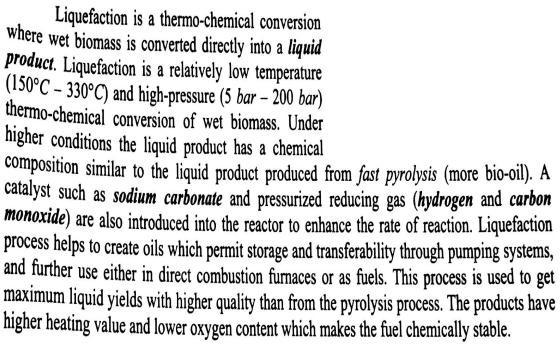 Liquefaction is a thermo-chemical conversion
where wet biomass is converted directly into a liquid
product. Liquefaction is a relatively low temperature
(150°C – 330°C) and high-pressure (5 bar – 200 bar)
thermo-chemical conversion of wet biomass. Under
higher conditions the liquid product has a chemical
composition similar to the liquid product produced from fast pyrolysis (more bio-oil). A
catalyst such as sodium carbonate and pressurized reducing gas (hydrogen and carbon
monoxide) are also introduced into the reactor to enhance the rate of reaction. Liquefaction
process helps to create oils which permit storage and transferability through pumping systems,
and further use either in direct combustion furnaces or as fuels. This process is used to get
maximum liquid yields with higher quality than from the pyrolysis process. The products have
higher heating value and lower oxygen content which makes the fuel chemically stable.